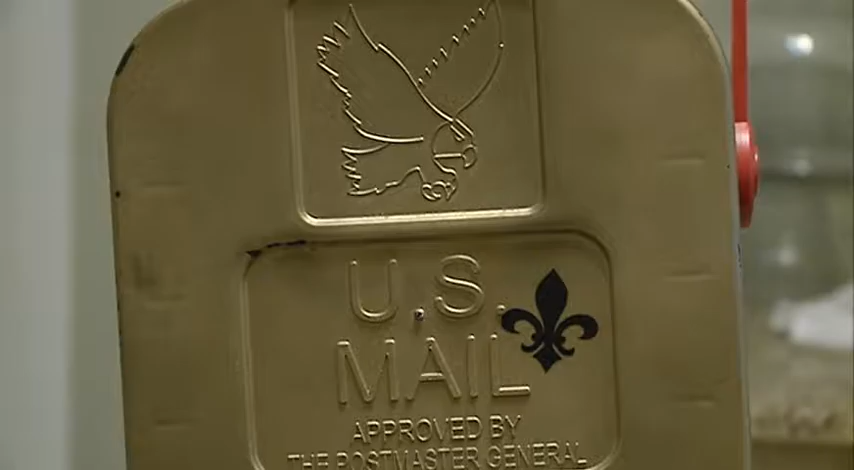 U.S.
MAIL
APPROVED BY
THE POSTMASTER GENERAL